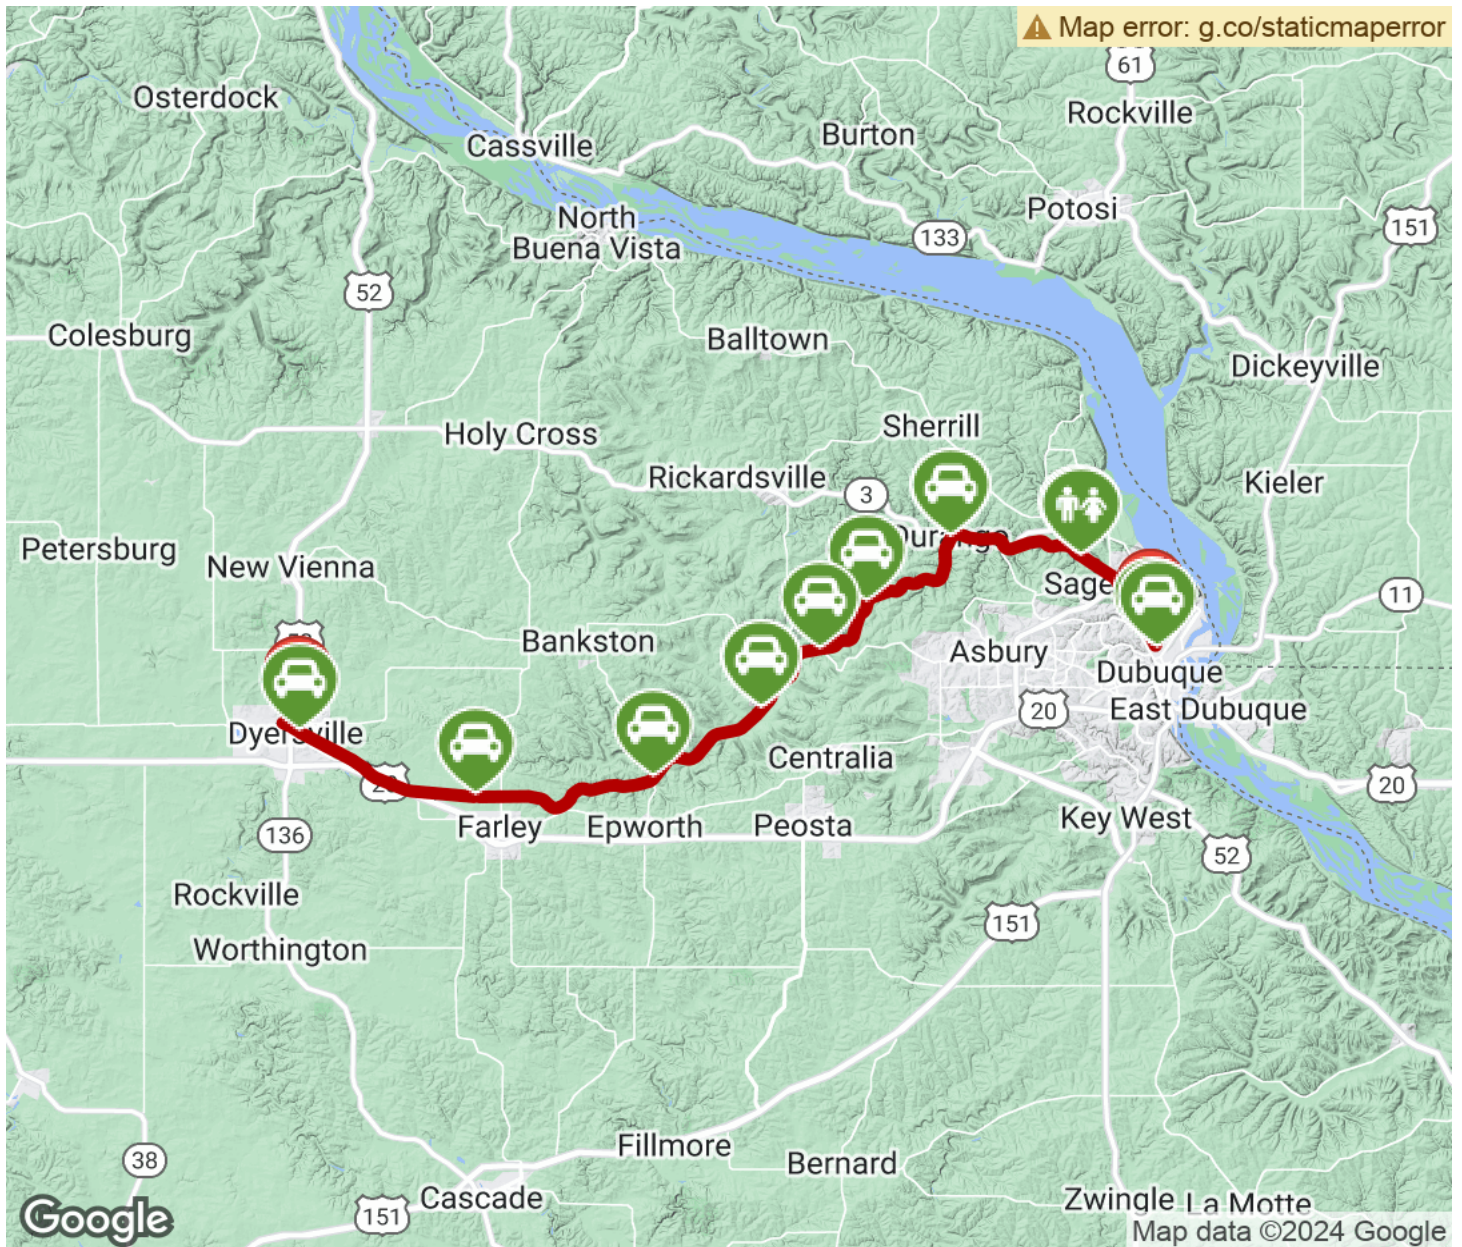 Map error: g.co/staticmaperror
61
Osterdock
Rockville
Burton
Cassville
Potosi
North
Buena Vista
151
133
52
Colesburg
Balltown
Dickeyville
Sherrill
Holy Cross
Rickardsville
Kieler
3
Durango
Petersburg
New Vienna
Sage
11
Bankston
Asbury
Dubuque
20
East Dubuque
Dyersville
Centralia
20
Farley
Epworth
Peosta
Key West
136
52
Rockville
151
Worthington
38
Fillmore
Bernard
Cascade
Zwingle
La Motte
151
Google
Map data ©2024 Google